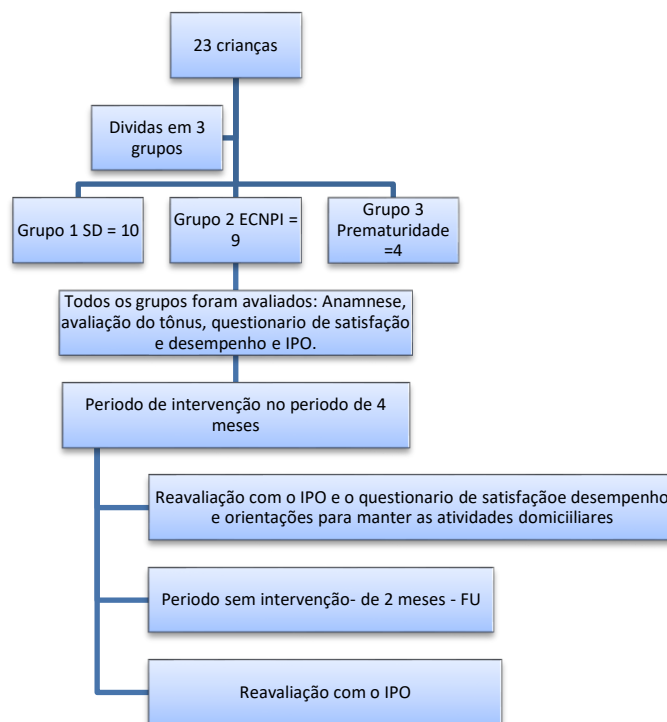 23 crianças
Dividas em 3
grupos
Grupo 1 SD = 10
Grupo 2 ECNPI =
9
Grupo 3
Prematuridade
=4
Todos os grupos foram avaliados: Anamnese,
avaliação do tônus, questionario de satisfação
e desempenho e IPO.
Periodo de intervenção no periodo de 4
meses
Reavaliação com o IPO e o questionario de satisfaçãoe desempenho
e orientações para manter as atividades domiciiliares
Periodo sem intervenção- de 2 meses - FU
Reavaliação com o IPO